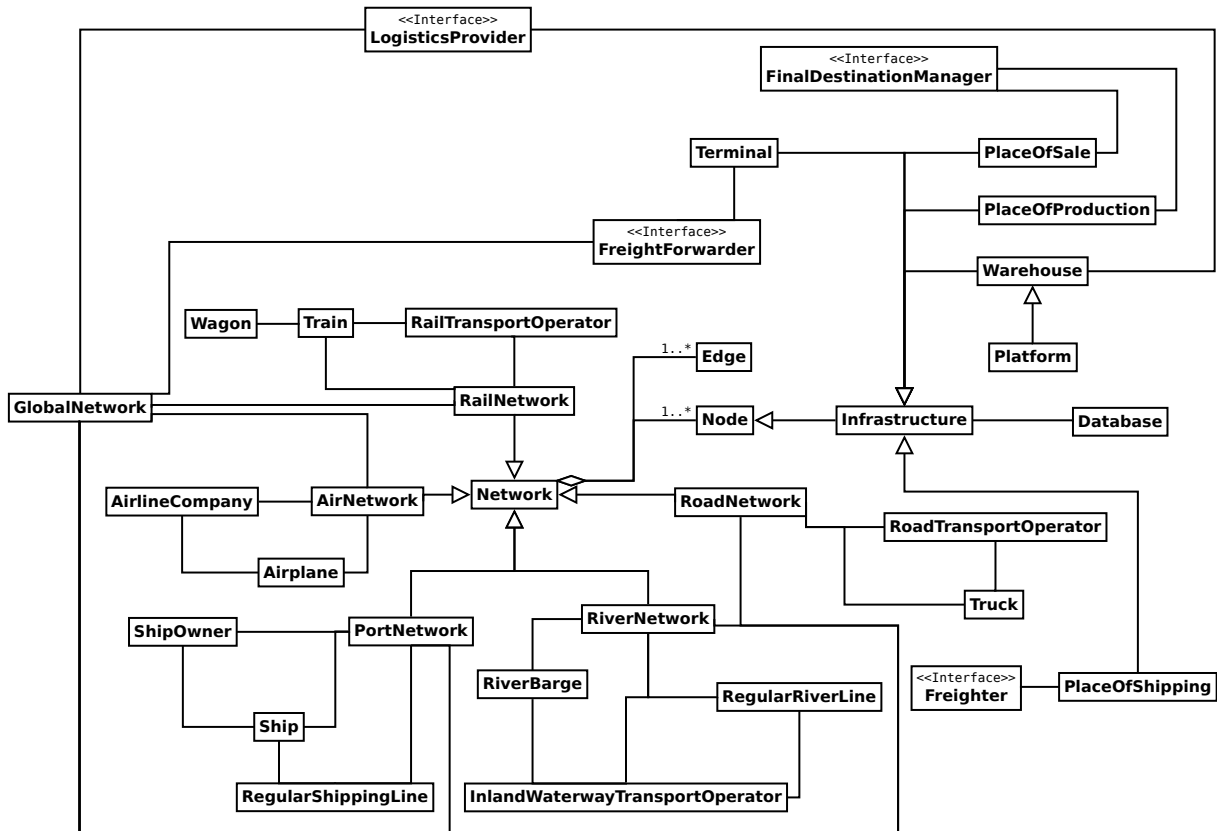 <<Interface>>
LogisticsProvider
<<Interface>>
FinalDestinationManager
Terminal
PlaceOfSale
PlaceOfProduction
<<Interface>>
FreightForwarder
Warehouse
Wagon
Train
RailTransportOperator
1..*
Edge
Platform
GlobalNetwork
RailNetwork
1..*
Node
Infrastructure
Database
AirlineCompany
AirNetwork
Network
RoadNetwork
RoadTransportOperator
Airplane
Truck
ShipOwner
PortNetwork
RiverNetwork
RiverBarge
RegularRiverLine
<<Interface>>
Freighter
PlaceOfShipping
Ship
RegularShippingLine
InlandWaterwayTransportOperator